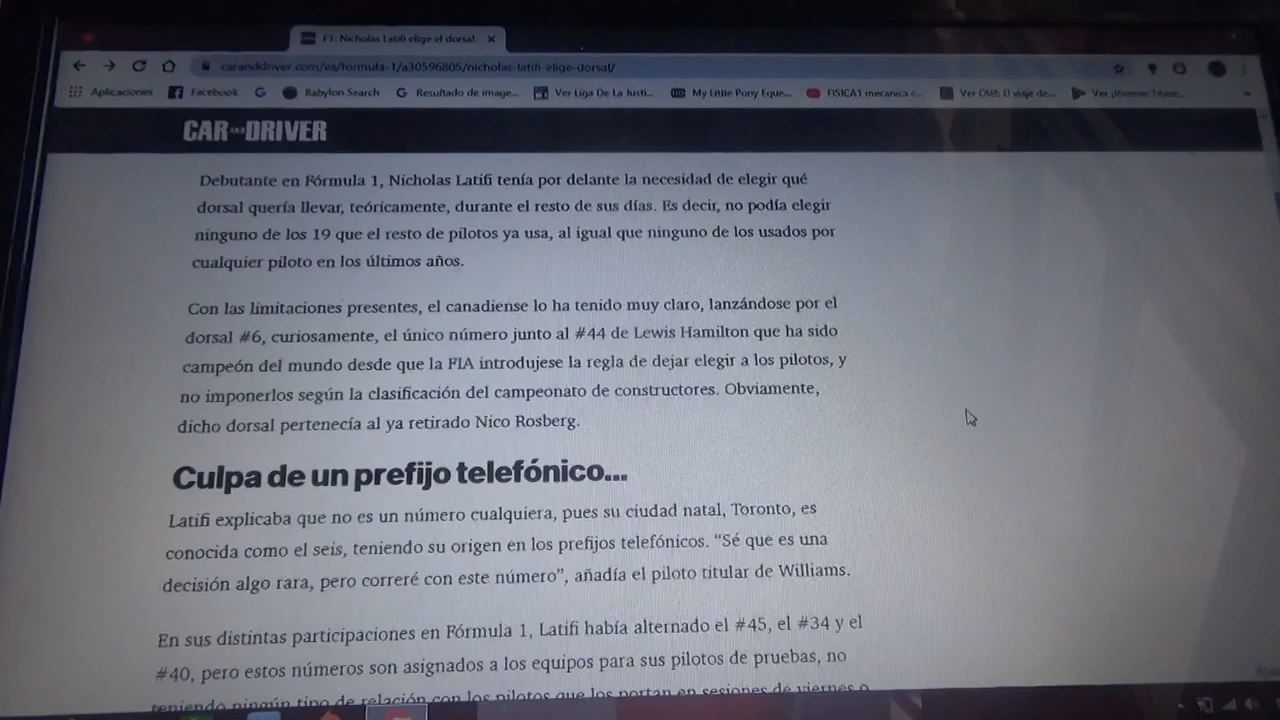 F1: Nicholas Latifi elige el dorsal
caranddriver.com/es/formula-1/a30596805/nicholas-latifi-elige-dorsal/
Aplicaciones Facebook Babylon Search Resultado de image... Ver Liga De La Justi... My Little Pony Eque... FISICA1 mecánica c... Ver Olé!: El viaje de... Ver ¡Jóvenes Titane...
CAR AND DRIVER
Debutante en Fórmula 1, Nicholas Latifi tenía por delante la necesidad de elegir qué
dorsal quería llevar, teóricamente, durante el resto de sus días. Es decir, no podía elegir
ninguno de los 19 que el resto de pilotos ya usa, al igual que ninguno de los usados por
cualquier piloto en los últimos años.
Con las limitaciones presentes, el canadiense lo ha tenido muy claro, lanzándose por el
dorsal #6, curiosamente, el único número junto al #44 de Lewis Hamilton que ha sido
campeón del mundo desde que la FIA introdujese la regla de dejar elegir a los pilotos, y
no imponerlos según la clasificación del campeonato de constructores. Obviamente,
dicho dorsal pertenecía al ya retirado Nico Rosberg.
Culpa de un prefijo telefónico...
Latifi explicaba que no es un número cualquiera, pues su ciudad natal, Toronto, es
conocida como el seis, teniendo su origen en los prefijos telefónicos. “Sé que es una
decisión algo rara, pero correré con este número”, añadía el piloto titular de Williams.
En sus distintas participaciones en Fórmula 1, Latifi había alternado el #45, el #34 y el
#40, pero estos números son asignados a los equipos para sus pilotos de pruebas, no
teniendo ningún tipo de relación con los pilotos que los portan en sesiones de viernes o